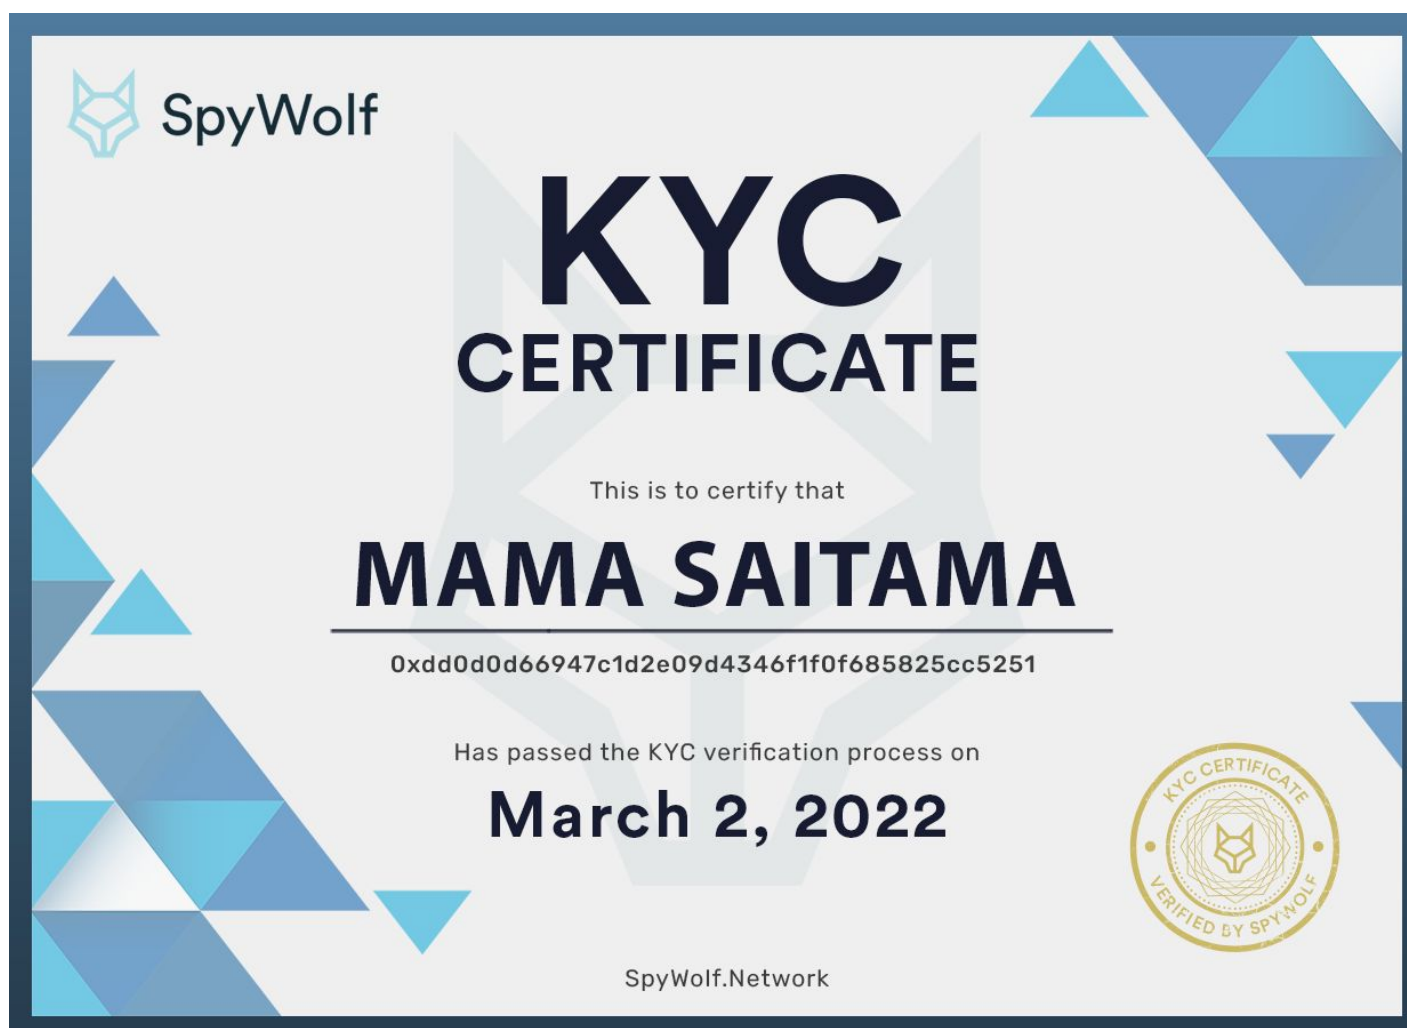 SpyWolf
KYC
CERTIFICATE
This is to certify that
MAMA SAITAMA
0xdd0d0d66947c1d2e09d4346f1f0f685825cc5251
Has passed the KYC verification process on
March 2, 2022
KYC CERTIFICATE
VERIFIED BY SPYWOLF
SpyWolf.Network